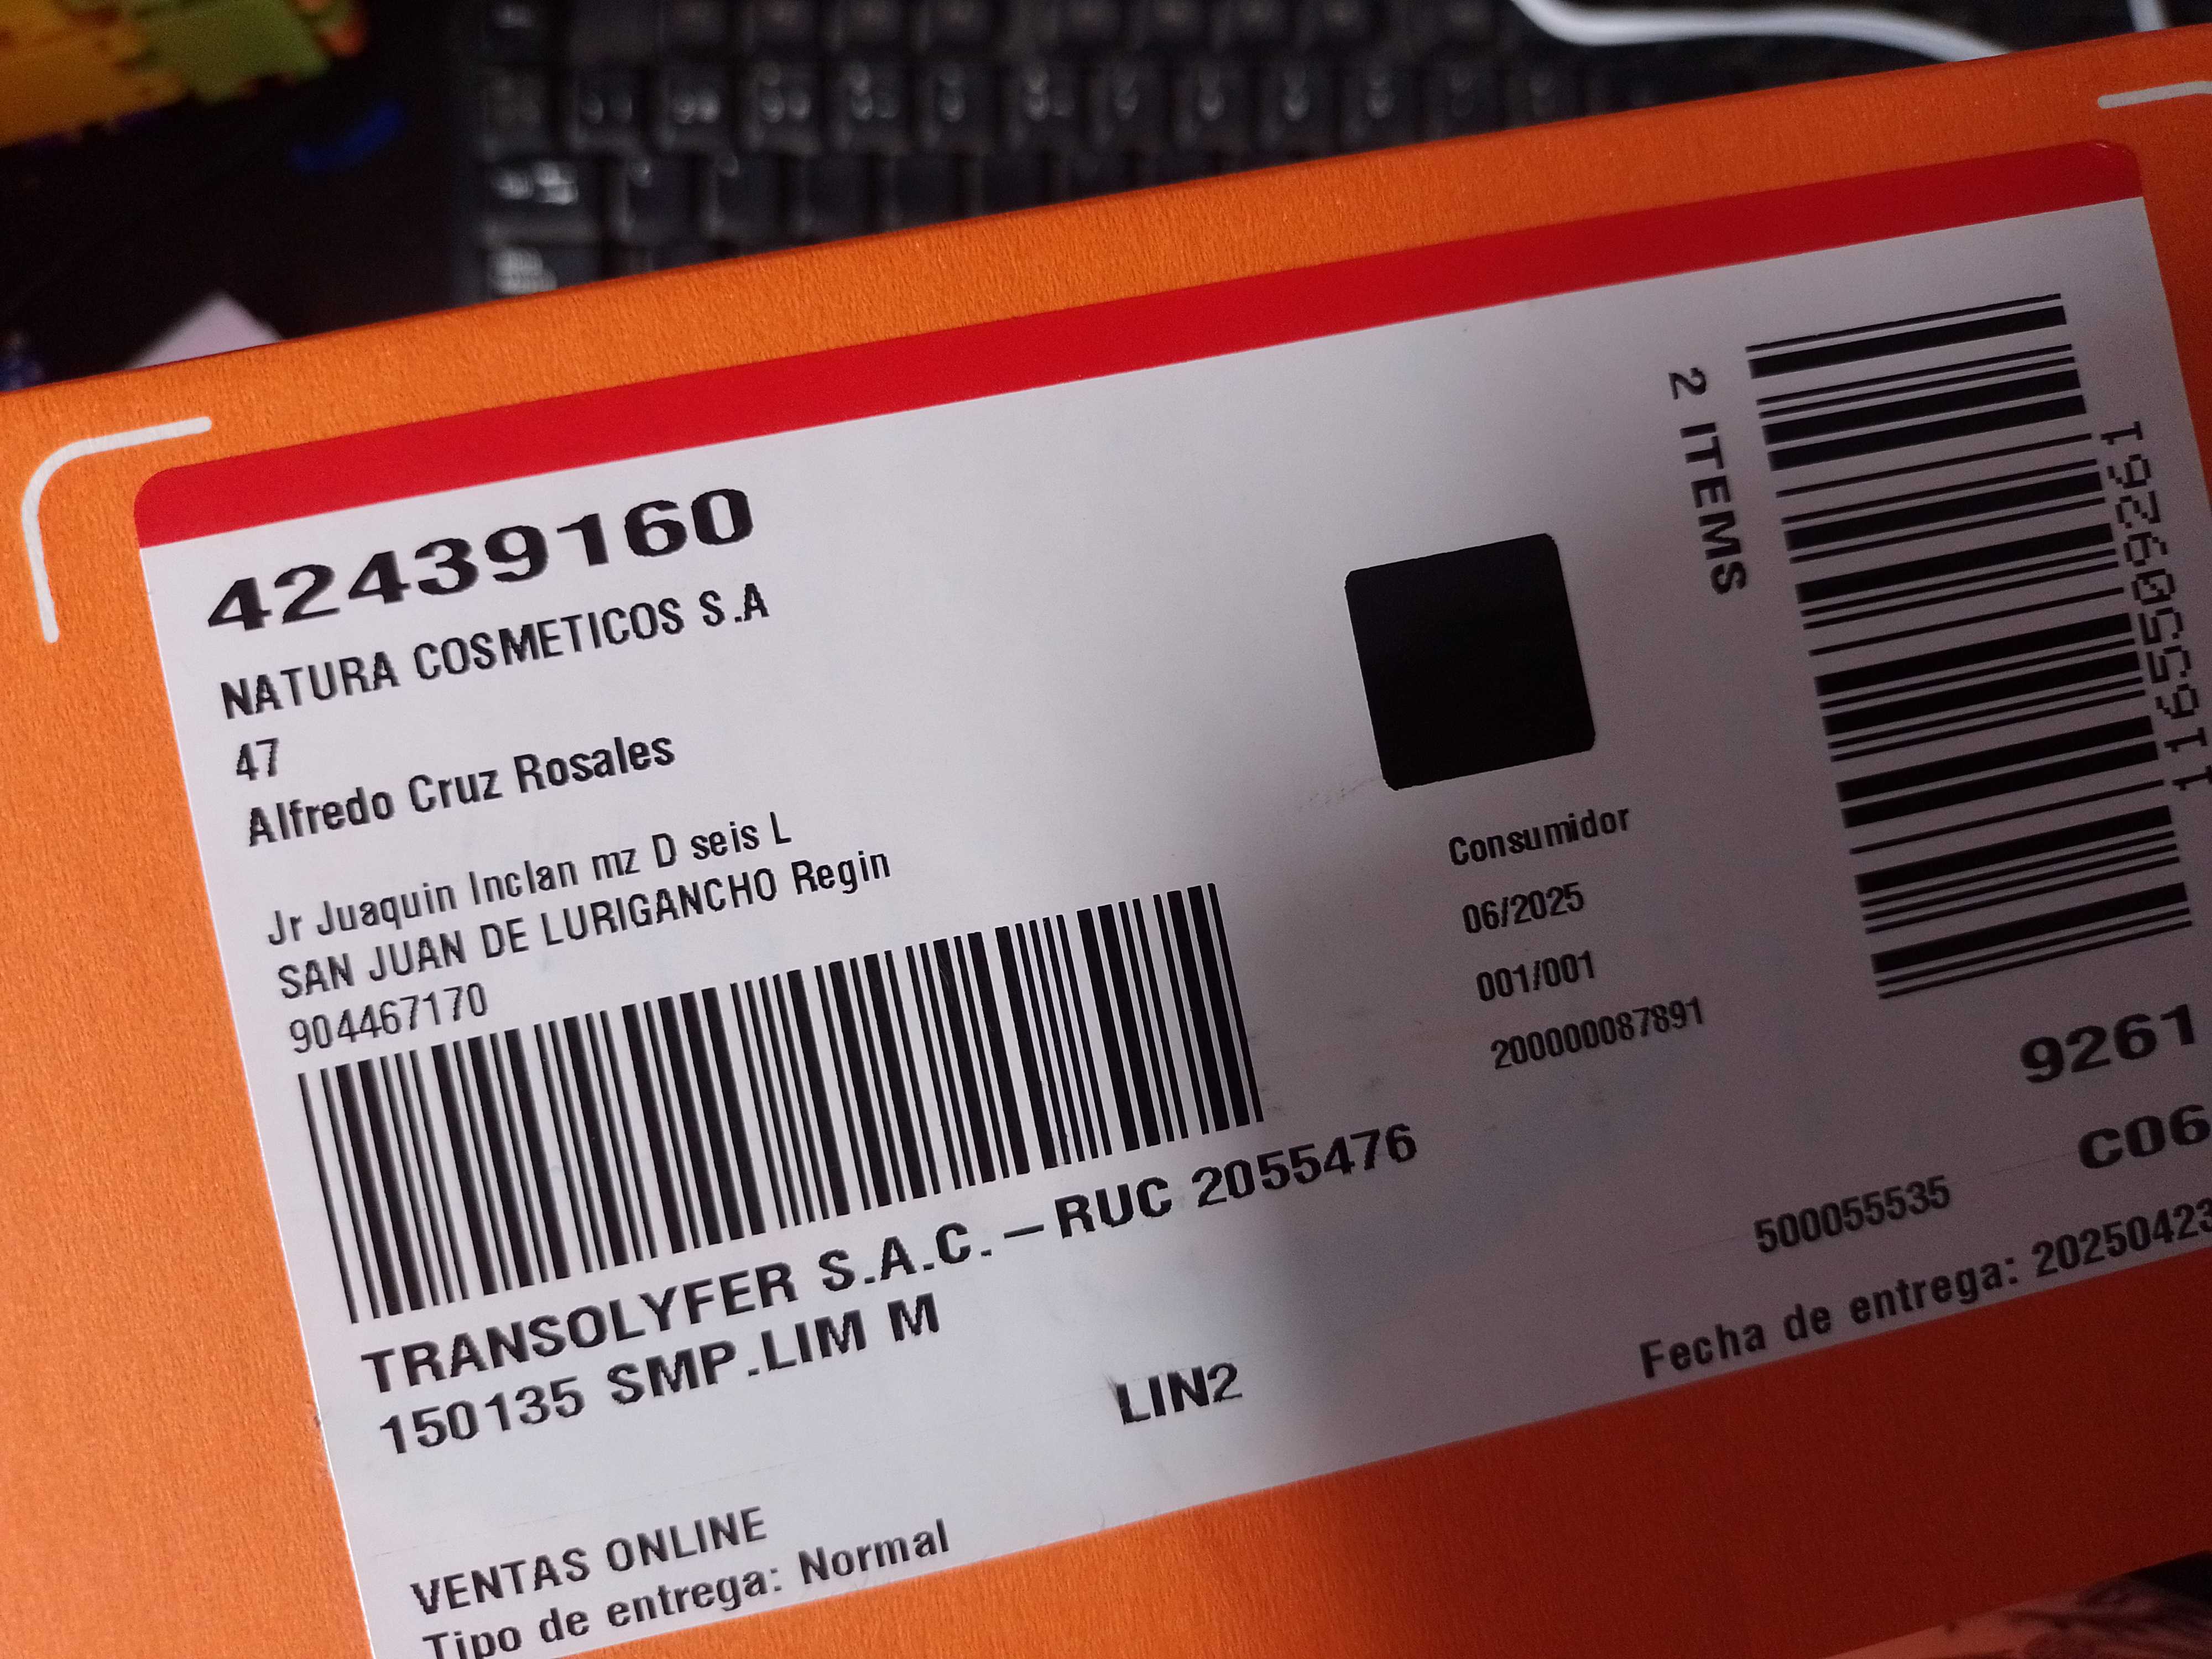 42439160
NATURA COSMETICOS S.A
47
Alfredo Cruz Rosales
Jr Juaquin Inclan mz D seis L
SAN JUAN DE LURIGANCHO Regin
904467170
TRANSOLYFER S.A.C. – RUC 2055476
150135 SMP.LIM M
LIN2
VENTAS ONLINE
Tipo de entrega: Normal
Consumidor
06/2025
001/001
200000087891
2 ITEMS
9261
C06
500055535
Fecha de entrega: 20250423